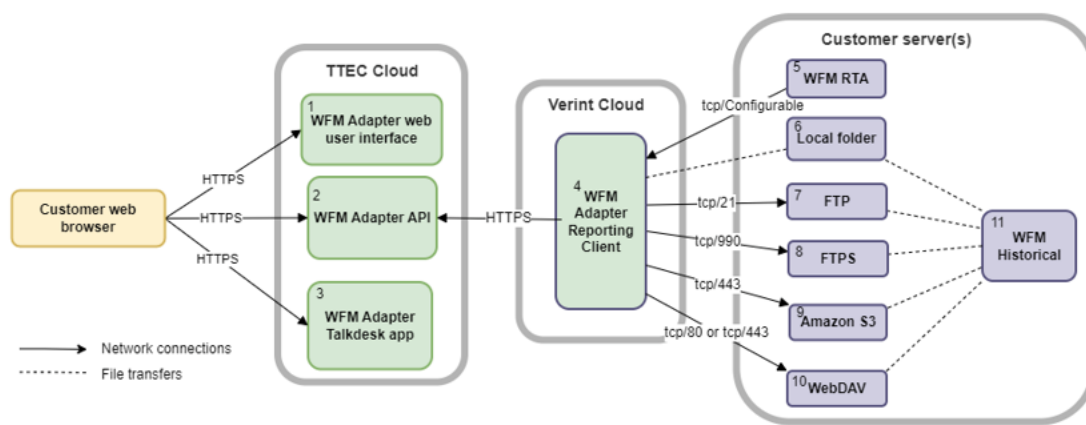 TTEC Cloud
1
WFM Adapter web
user interface
2
WFM Adapter API
3
WFM Adapter
Talkdesk app
Customer web
browser
HTTPS
HTTPS
HTTPS
HTTPS
Verint Cloud
4
WFM
Adapter
Reporting
Client
tcp/Configurable
tcp/21
tcp/990
tcp/443
tcp/80 or tcp/443
Customer server(s)
5
WFM RTA
6
Local folder
7
FTP
8
FTPS
9
Amazon S3
10
WebDAV
11
WFM
Historical
Network connections
File transfers